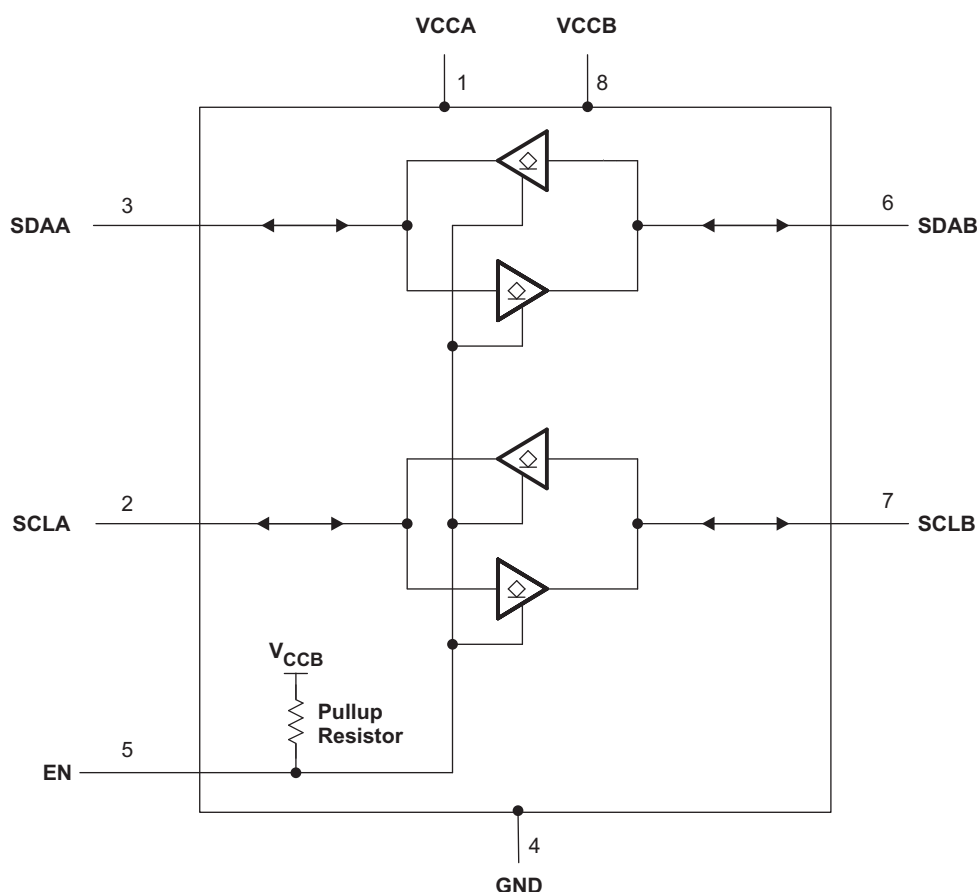 VCCA VCCB
1 8
SDAA 3 6 SDAB
SCLA 2 7 SCLB
VCCB
Pullup
Resistor
EN 5
4
GND